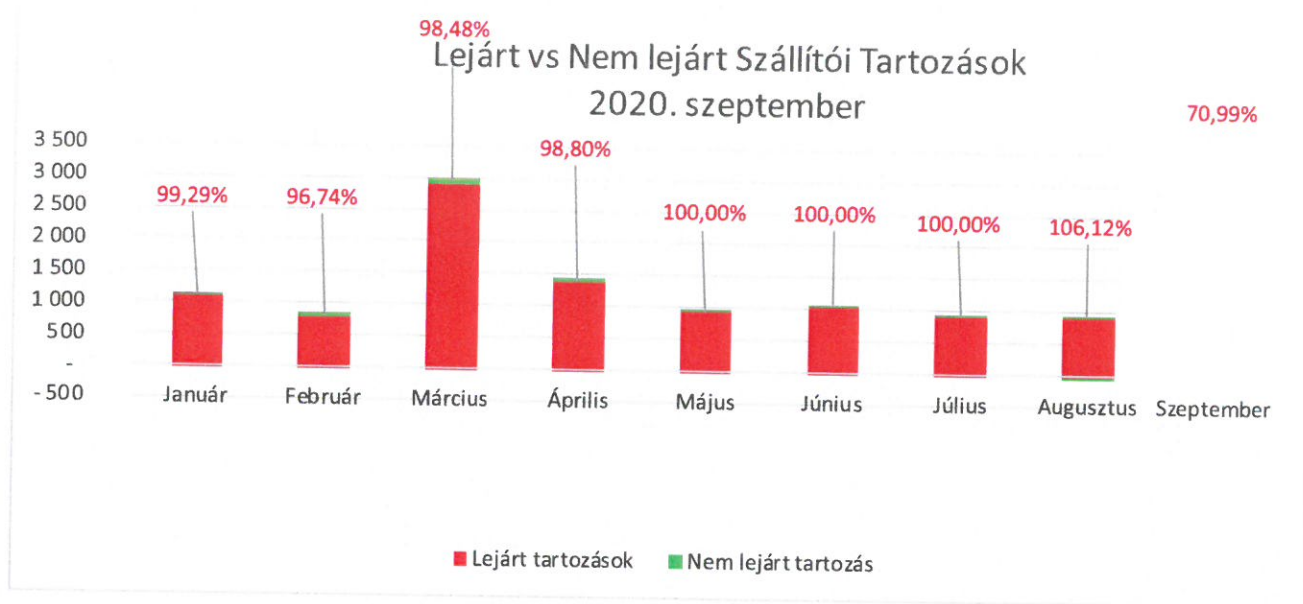 98,48%
Lejárt vs Nem lejárt Szállítói Tartozások
2020. szeptember
70,99%
3 500
3 000
2 500
2 000
1 500
1 000
500
-
- 500
99,29%
96,74%
98,80%
100,00%
100,00%
100,00%
106,12%
Január
Február
Március
Április
Május
Június
Július
Augusztus
Szeptember
Lejárt tartozások
Nem lejárt tartozás